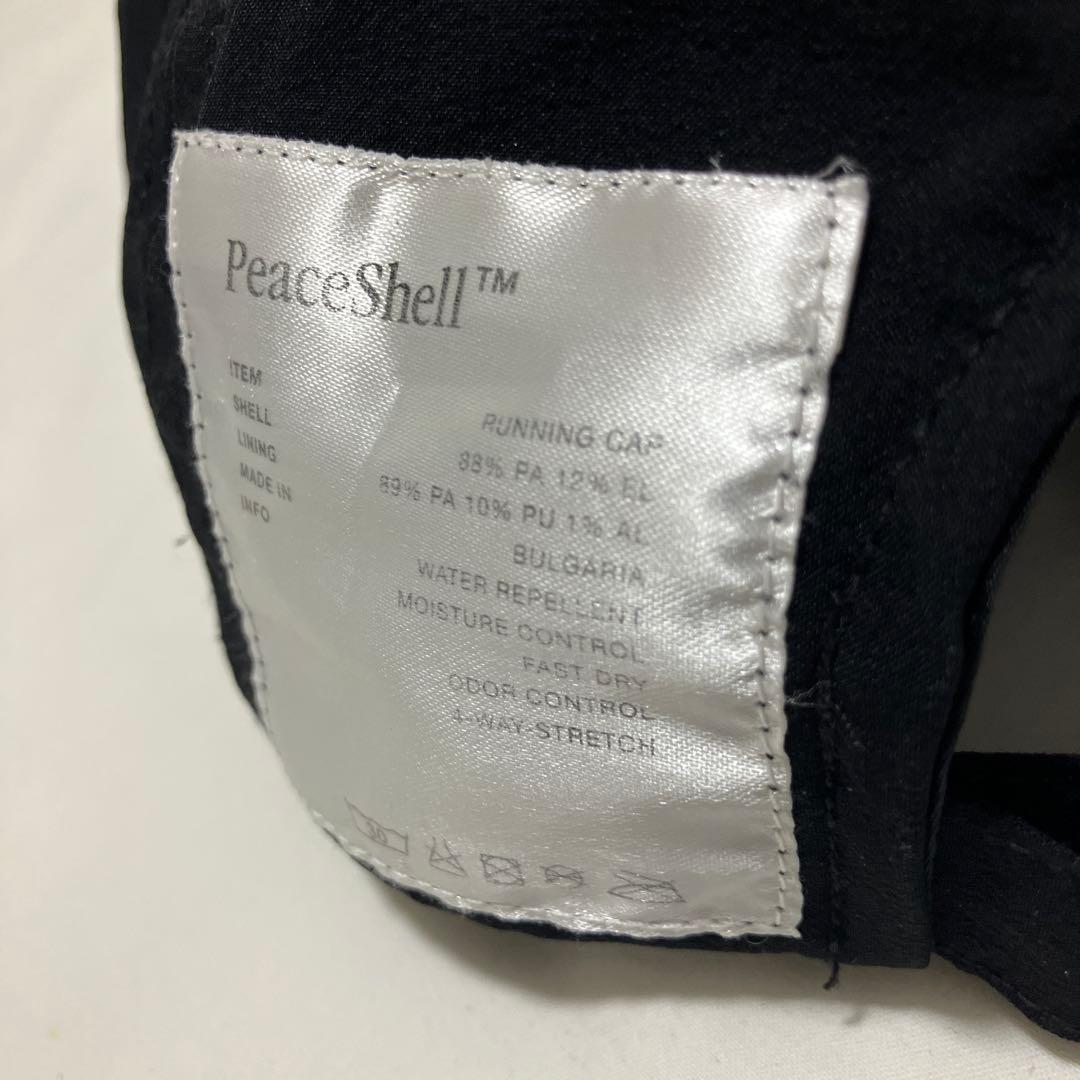 PeaceShell™
ITEM RUNNING CAP
SHELL 88% PA 12% EL
LINING 89% PA 10% PU 1% AL
MADE IN BULGARIA
INFO WATER REPELLENT
MOISTURE CONTROL
FAST DRY
ODOR CONTROL
4-WAY-STRETCH
30